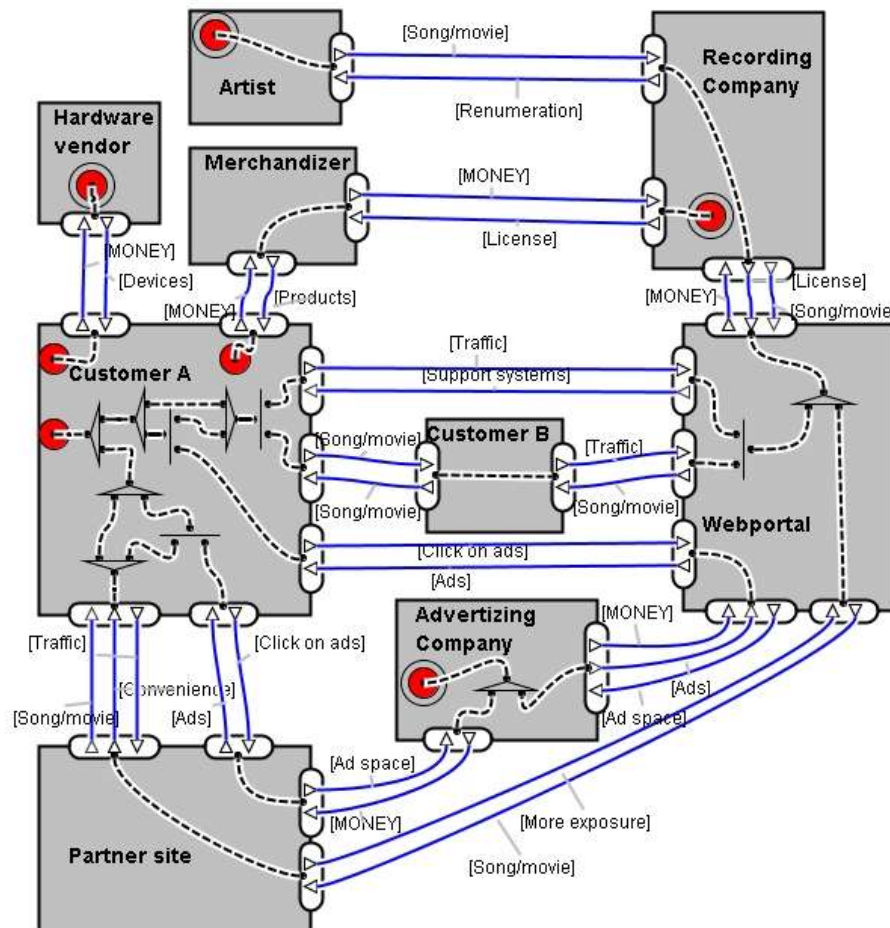 [Song/movie]
Recording
Company
Artist
[Renumeration]
Hardware
vendor
Merchandizer
[MONEY]
[License]
[MONEY]
[Devices]
[Products]
[MONEY]
[License]
[MONEY]
[Song/movie]
[Traffic]
Customer A
[Support systems]
[Song/movie]
Customer B
[Traffic]
[Song/movie]
[Song/movie]
Webportal
[Click on ads]
[Ads]
Advertizing
Company
[MONEY]
[Traffic]
[Click on ads]
[Convenience]
[Ads]
[Song/movie]
[Ads]
[Ad space]
[Ad space]
[MONEY]
[More exposure]
Partner site
[Song/movie]